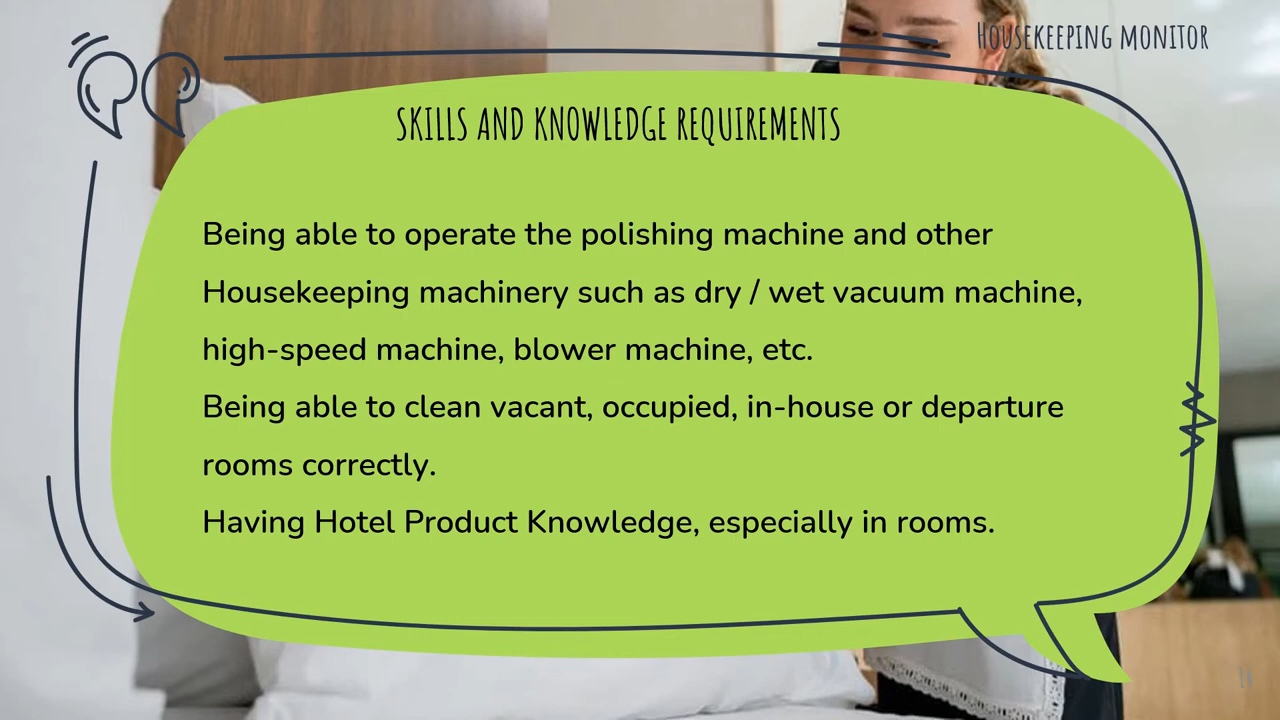 Housekeeping monitor
SKILLS AND KNOWLEDGE REQUIREMENTS
Being able to operate the polishing machine and other
Housekeeping machinery such as dry / wet vacuum machine,
high-speed machine, blower machine, etc.
Being able to clean vacant, occupied, in-house or departure
rooms correctly.
Having Hotel Product Knowledge, especially in rooms.